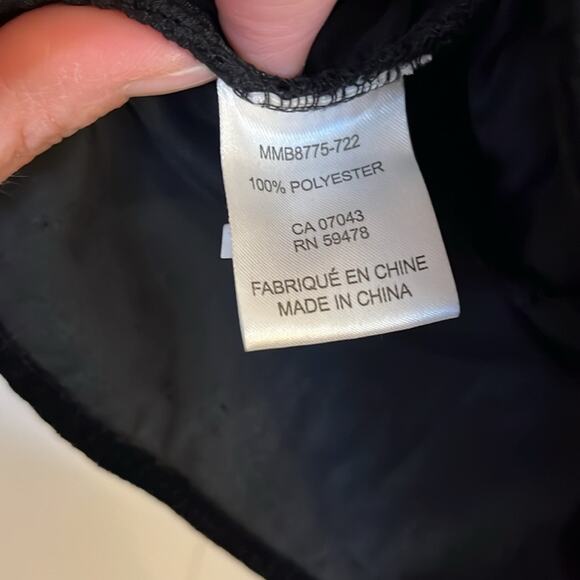 MMB8775-722
100% POLYESTER
CA 07043
RN 59478
FABRIQUÉ EN CHINE
MADE IN CHINA